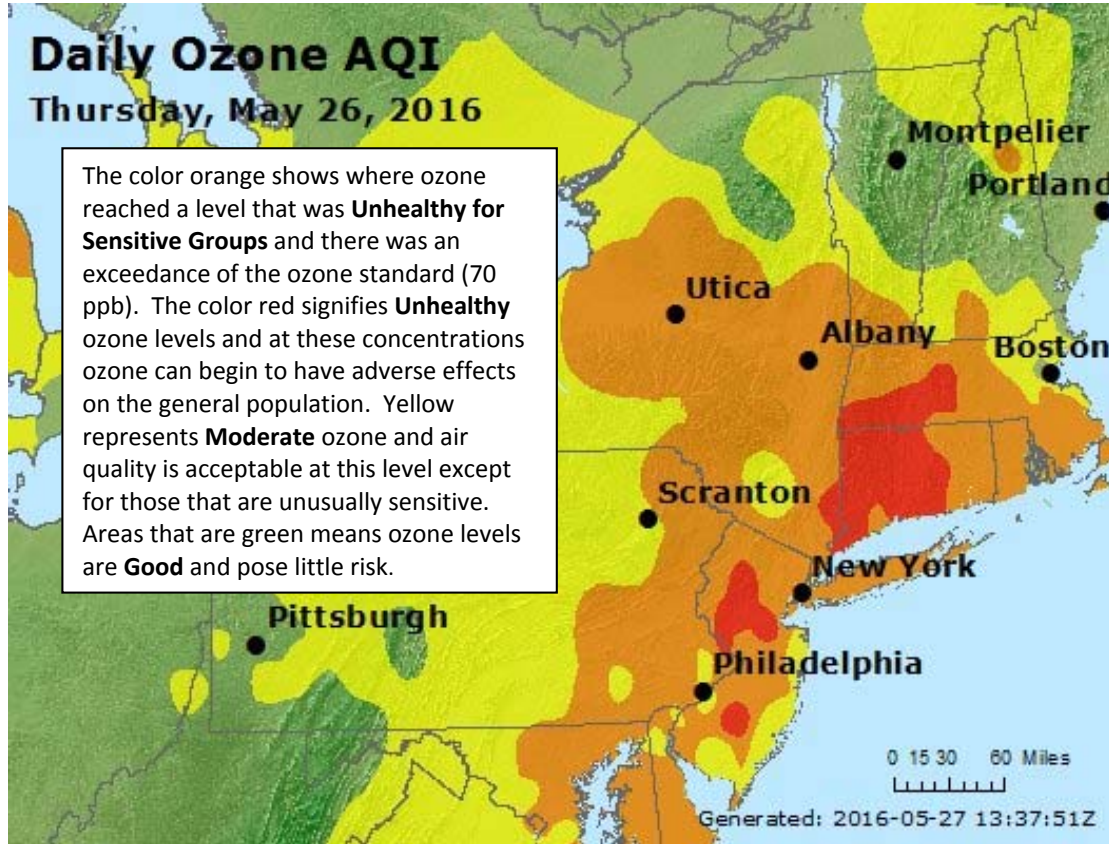 Daily Ozone AQI
Thursday, May 26, 2016
The color orange shows where ozone
reached a level that was Unhealthy for
Sensitive Groups and there was an
exceedance of the ozone standard (70
ppb). The color red signifies Unhealthy
ozone levels and at these concentrations
ozone can begin to have adverse effects
on the general population. Yellow
represents Moderate ozone and air
quality is acceptable at this level except
for those that are unusually sensitive.
Areas that are green means ozone levels
are Good and pose little risk.
Montpelier
Portland
Utica
Albany
Boston
Scranton
New York
Pittsburgh
Philadelphia
0 15 30 60 Miles
Generated: 2016-05-27 13:37:51Z